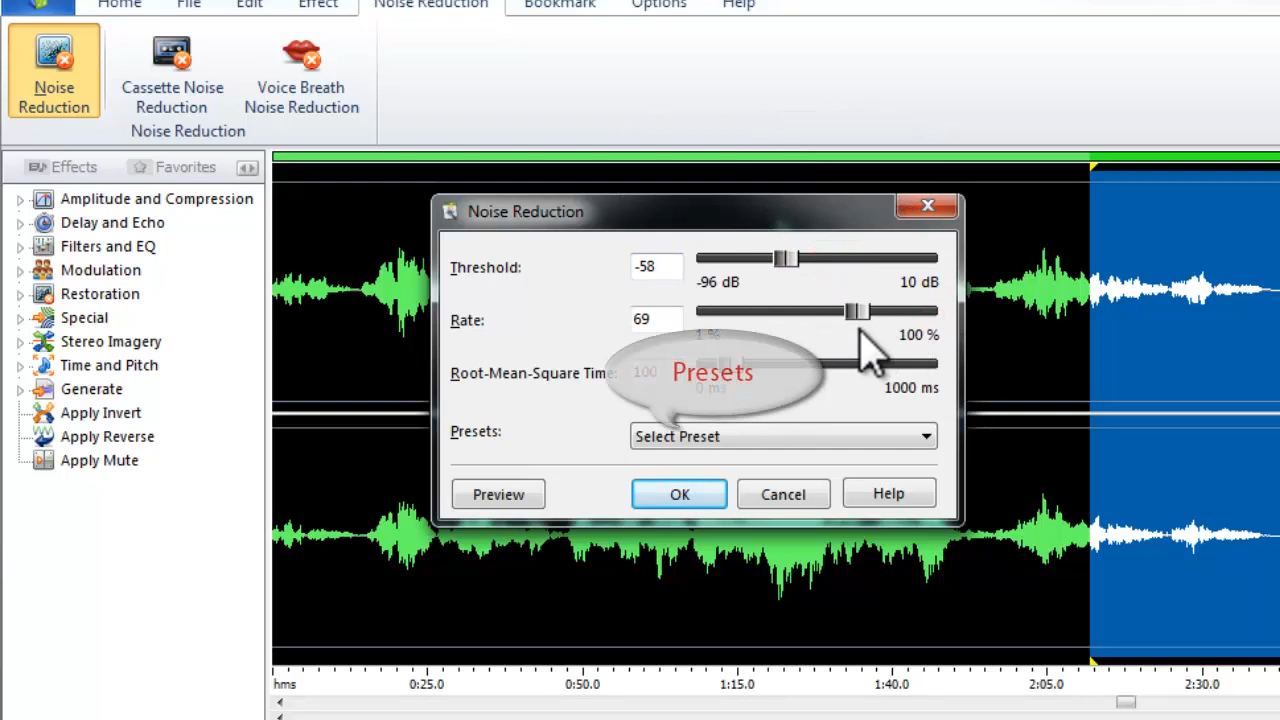 Home File Edit Effect Noise Reduction Bookmark Options Help
Noise Reduction
Cassette Noise Reduction
Voice Breath Noise Reduction
Noise Reduction
Effects Favorites
Amplitude and Compression
Delay and Echo
Filters and EQ
Modulation
Restoration
Special
Stereo Imagery
Time and Pitch
Generate
Apply Invert
Apply Reverse
Apply Mute
Noise Reduction
Threshold: -58
-96 dB 10 dB
Rate: 69
1 % 100 %
Root-Mean-Square Time: 100
0 ms 1000 ms
Presets
Presets: Select Preset
Preview OK Cancel Help
hms 0:25.0 0:50.0 1:15.0 1:40.0 2:05.0 2:30.0